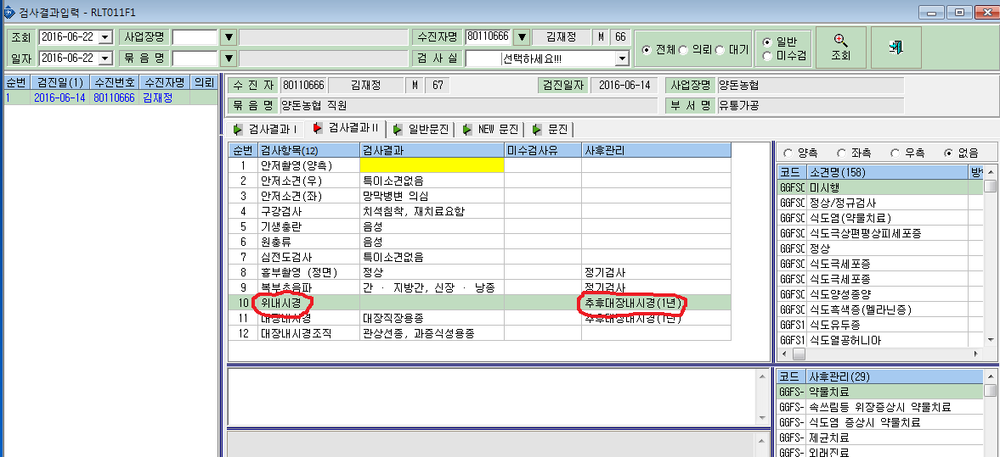 검사결과입력 - RLT011F1
조회 2016-06-22 사업장명 수진자명 80110666 김재정 M 66 전체 의뢰 대기 일반 미수검 조회
일자 2016-06-22 묶 음 명 검 사 실 선택하세요!!!
순번 검진일(1) 수진번호 수진자명 의뢰
1 2016-06-14 80110666 김재정
수 진 자 80110666 김재정 M 67 검진일자 2016-06-14 사업장명 양돈농협
묶 음 명 양돈농협 직원 부 서 명 유통가공
검사결과Ⅰ 검사결과Ⅱ 일반문진 NEW 문진 문진
순번 검사항목(12) 검사결과 미수검사유 사후관리
1 안저촬영(양측)
2 안저소견(우) 특이소견없음
3 안저소견(좌) 망막병변 의심
4 구강검사 치석침착, 재치료요함
5 기생충란 음성
6 원충류 음성
7 심전도검사 특이소견없음
8 흉부촬영 (정면) 정상 정기검사
9 복부초음파 간 · 지방간, 신장 · 낭종 정기검사
10 위내시경 추후대장내시경(1년)
11 대장내시경 대장직장용종 추후대장내시경(1년)
12 대장내시경조직 관상선종, 과증식성용종
양측 좌측 우측 없음
코드 소견명(158) 방
GGFSC 미시행
GGFSC 정상/정규검사
GGFSC 식도염(약물치료)
GGFSC 식도극상편평상피세포증
GGFSC 정상
GGFSC 식도극세포증
GGFSC 식도극세포증
GGFSC 식도양성종양
GGFSC 식도흑색증(멜라닌증)
GGFS1 식도유두종
GGFS1 식도열공허니아
코드 사후관리(29)
GGFS- 약물치료
GGFS- 속쓰림등 위장증상시 약물치료
GGFS- 식도염 증상시 약물치료
GGFS- 제균치료
GGFS- 외래진료